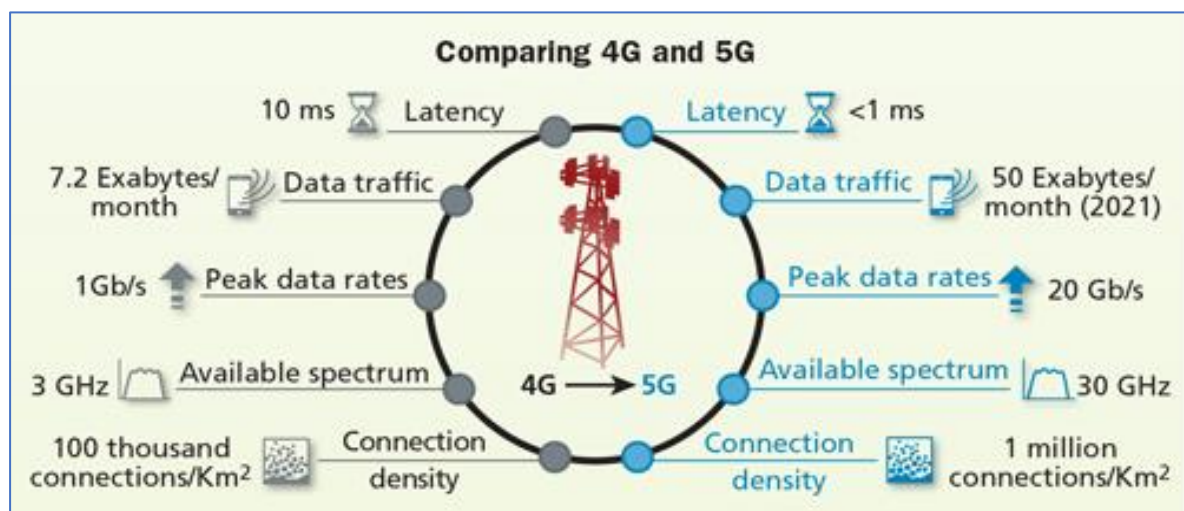 Comparing 4G and 5G
10 ms Latency
Latency <1 ms
7.2 Exabytes/
month
Data traffic
Data traffic
50 Exabytes/
month (2021)
1Gb/s Peak data rates
Peak data rates 20 Gb/s
3 GHz Available spectrum
Available spectrum 30 GHz
4G 5G
100 thousand
connections/Km²
Connection
density
Connection
density
1 million
connections/Km²